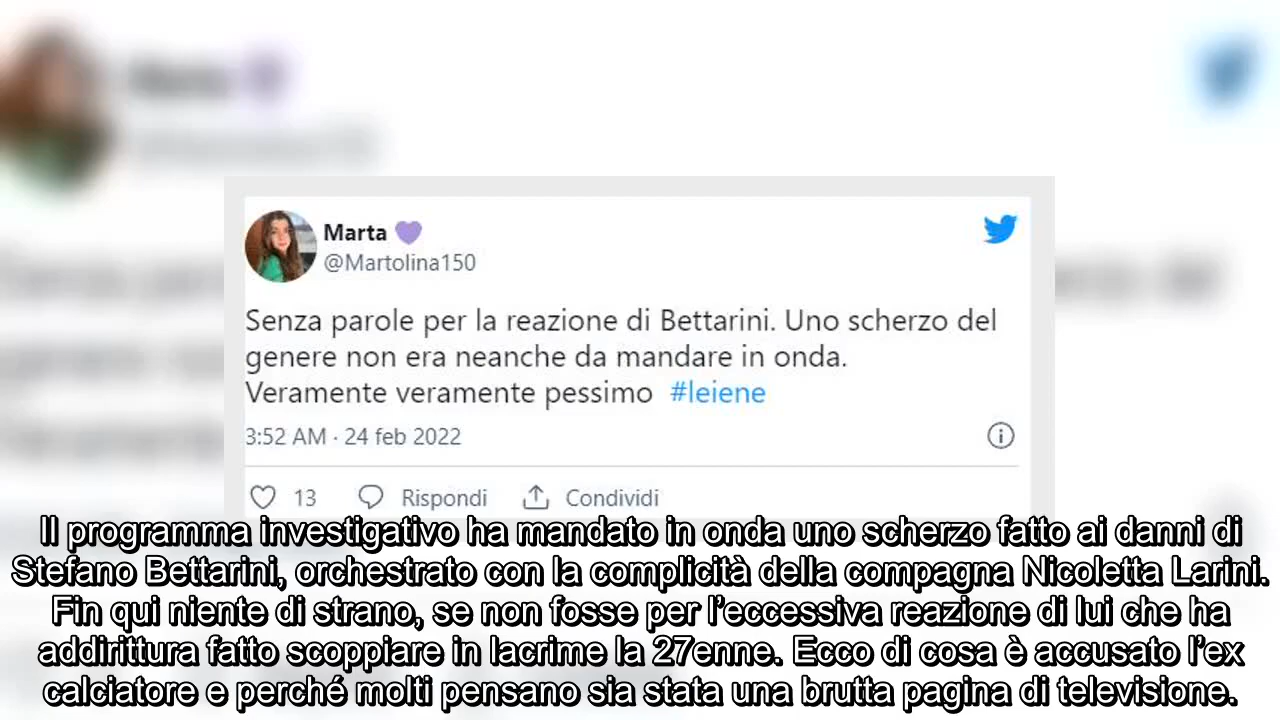 Marta 💜
@Martolina150
Senza parole per la reazione di Bettarini. Uno scherzo del
genere non era neanche da mandare in onda.
Veramente veramente pessimo #leiene
3:52 AM · 24 feb 2022
13 Rispondi Condividi
Il programma investigativo ha mandato in onda uno scherzo fatto ai danni di
Stefano Bettarini, orchestrato con la complicità della compagna Nicoletta Larini.
Fin qui niente di strano, se non fosse per l’eccessiva reazione di lui che ha
addirittura fatto scoppiare in lacrime la 27enne. Ecco di cosa è accusato l’ex
calciatore e perché molti pensano sia stata una brutta pagina di televisione.